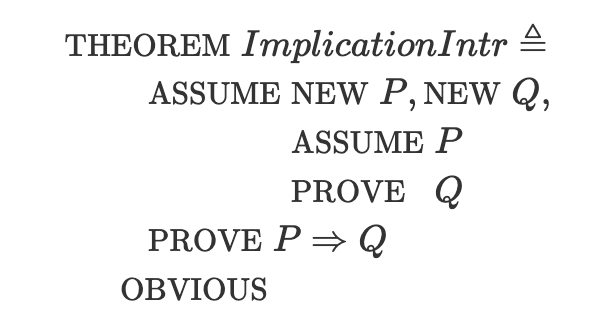 THEOREM ImplicationIntr ≜
ASSUME NEW P, NEW Q,
ASSUME P
PROVE Q
PROVE P ⇒ Q
OBVIOUS